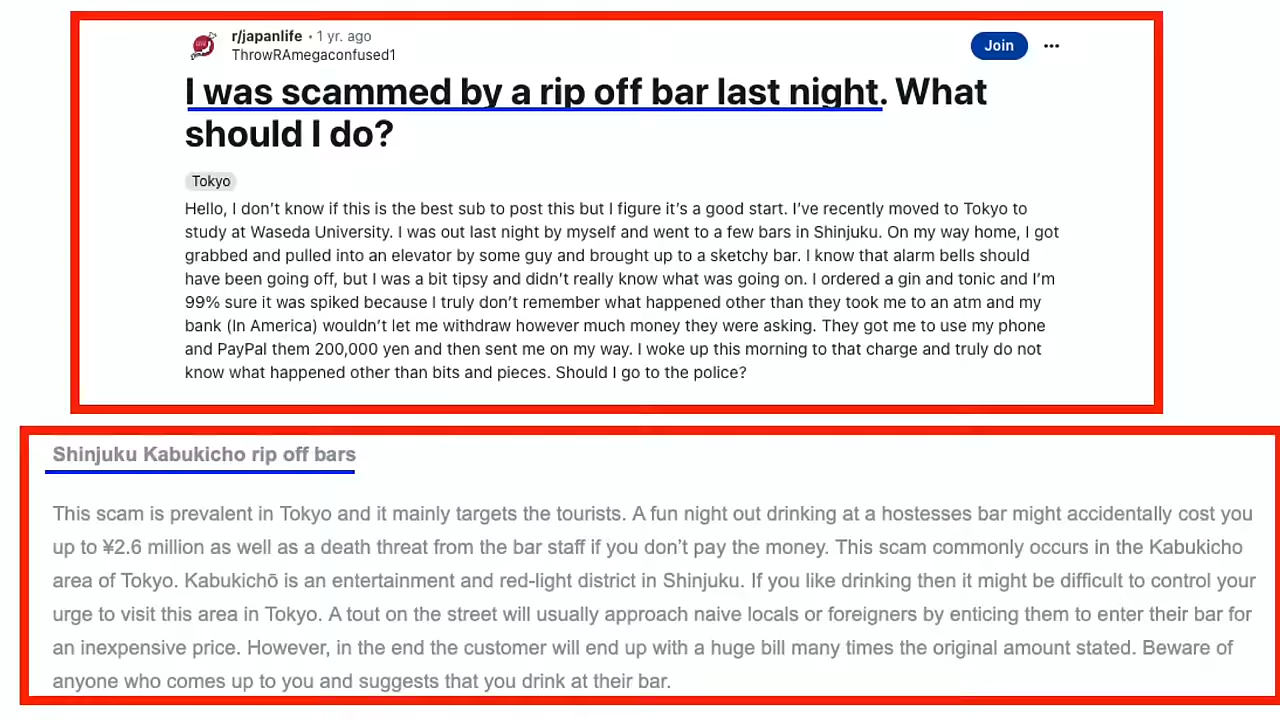 r/japanlife • 1 yr. ago
ThrowRAmegaconfused1
Join
I was scammed by a rip off bar last night. What
should I do?
Tokyo
Hello, I don’t know if this is the best sub to post this but I figure it’s a good start. I’ve recently moved to Tokyo to
study at Waseda University. I was out last night by myself and went to a few bars in Shinjuku. On my way home, I got
grabbed and pulled into an elevator by some guy and brought up to a sketchy bar. I know that alarm bells should
have been going off, but I was a bit tipsy and didn’t really know what was going on. I ordered a gin and tonic and I’m
99% sure it was spiked because I truly don’t remember what happened other than they took me to an atm and my
bank (In America) wouldn’t let me withdraw however much money they were asking. They got me to use my phone
and PayPal them 200,000 yen and then sent me on my way. I woke up this morning to that charge and truly do not
know what happened other than bits and pieces. Should I go to the police?
Shinjuku Kabukicho rip off bars
This scam is prevalent in Tokyo and it mainly targets the tourists. A fun night out drinking at a hostesses bar might accidentally cost you
up to ¥2.6 million as well as a death threat from the bar staff if you don’t pay the money. This scam commonly occurs in the Kabukicho
area of Tokyo. Kabukichō is an entertainment and red-light district in Shinjuku. If you like drinking then it might be difficult to control your
urge to visit this area in Tokyo. A tout on the street will usually approach naive locals or foreigners by enticing them to enter their bar for
an inexpensive price. However, in the end the customer will end up with a huge bill many times the original amount stated. Beware of
anyone who comes up to you and suggests that you drink at their bar.